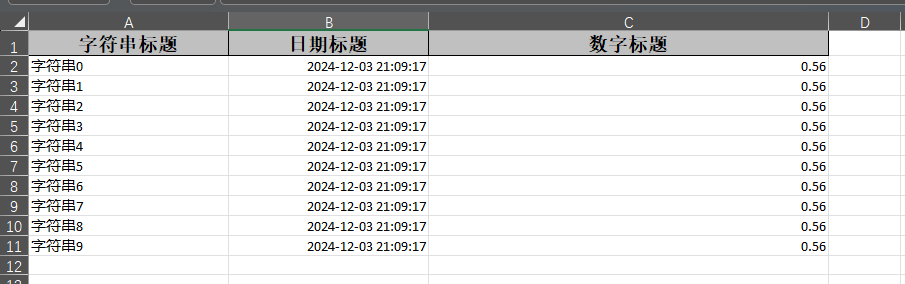 A B C D
1 字符串标题 日期标题 数字标题
2 字符串0 2024-12-03 21:09:17 0.56
3 字符串1 2024-12-03 21:09:17 0.56
4 字符串2 2024-12-03 21:09:17 0.56
5 字符串3 2024-12-03 21:09:17 0.56
6 字符串4 2024-12-03 21:09:17 0.56
7 字符串5 2024-12-03 21:09:17 0.56
8 字符串6 2024-12-03 21:09:17 0.56
9 字符串7 2024-12-03 21:09:17 0.56
10 字符串8 2024-12-03 21:09:17 0.56
11 字符串9 2024-12-03 21:09:17 0.56
12